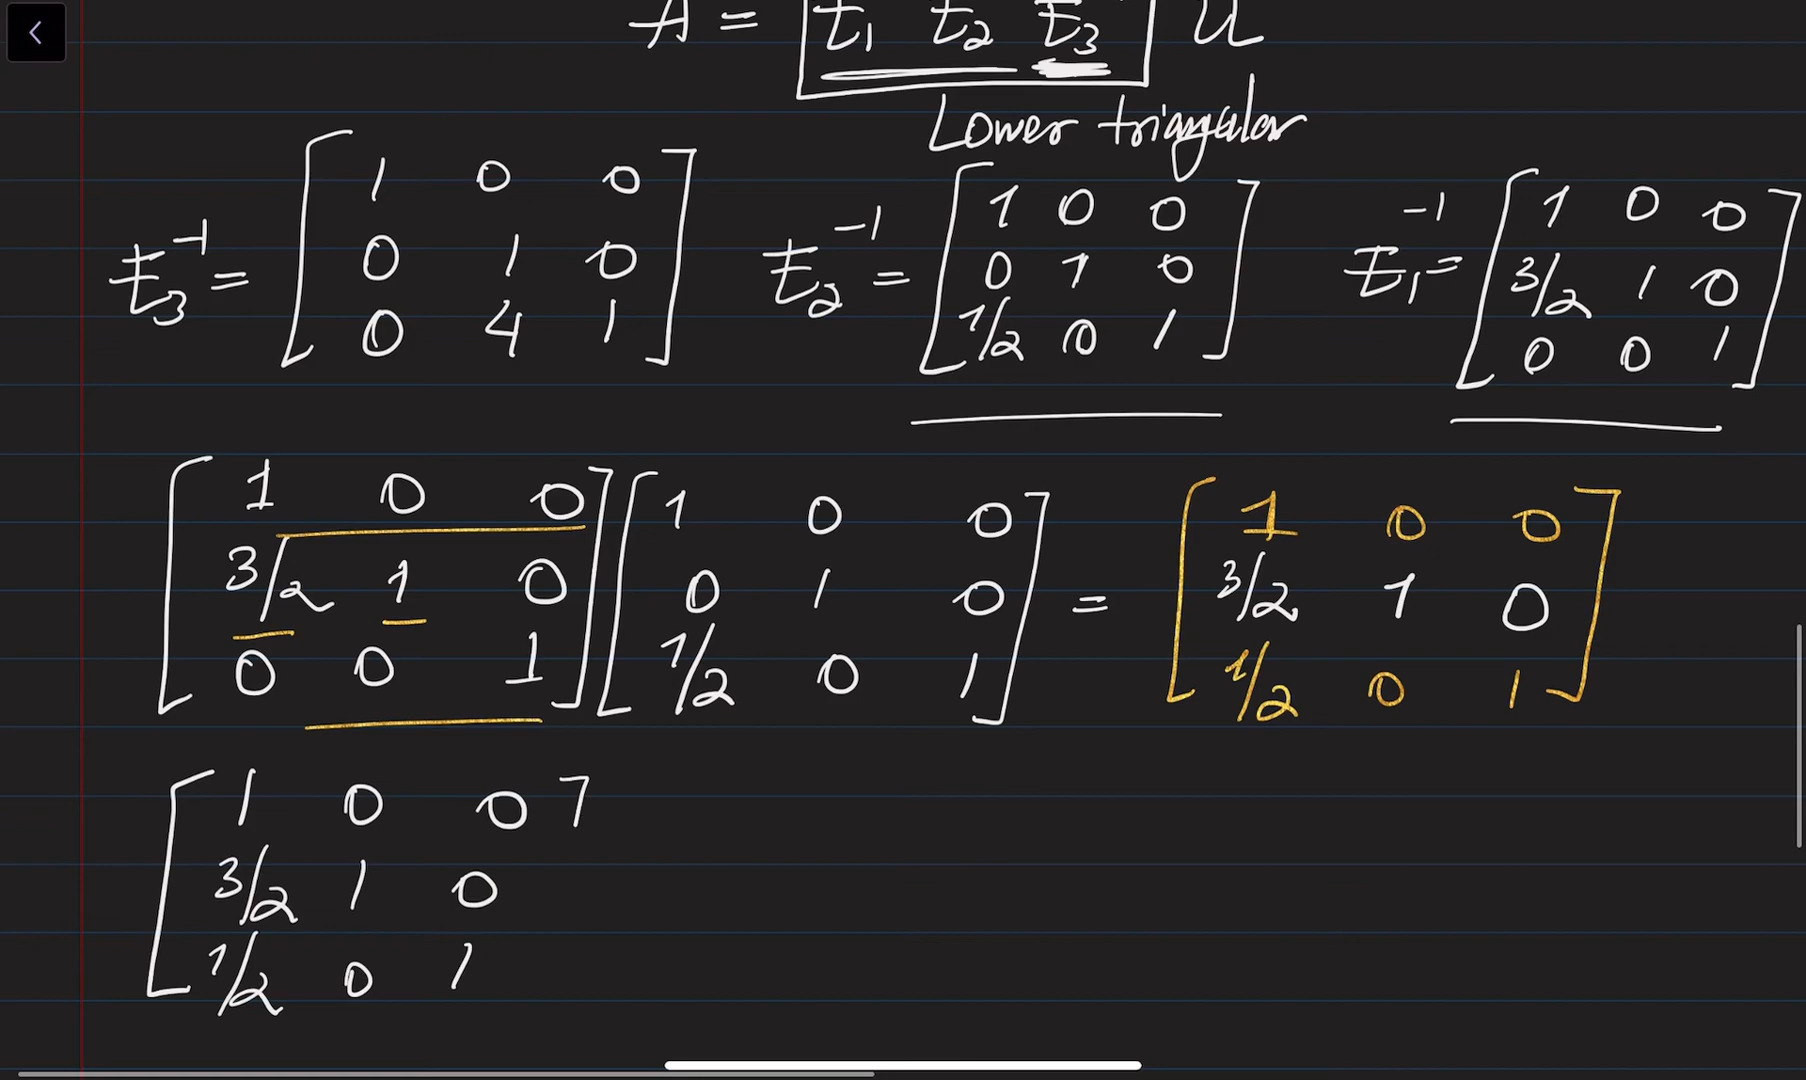 A = [E1 E2 E3] U
Lower triangular
E3^-1 = [1 0 0
0 1 0
0 4 1]
E2^-1 = [1 0 0
0 1 0
1/2 0 1]
E1^-1 = [1 0 0
3/2 1 0
0 0 1]
[1 0 0
3/2 1 0
0 0 1]
[1 0 0
0 1 0
1/2 0 1]
= [1 0 0
3/2 1 0
1/2 0 1]
[1 0 0 ]
3/2 1 0
1/2 0 1